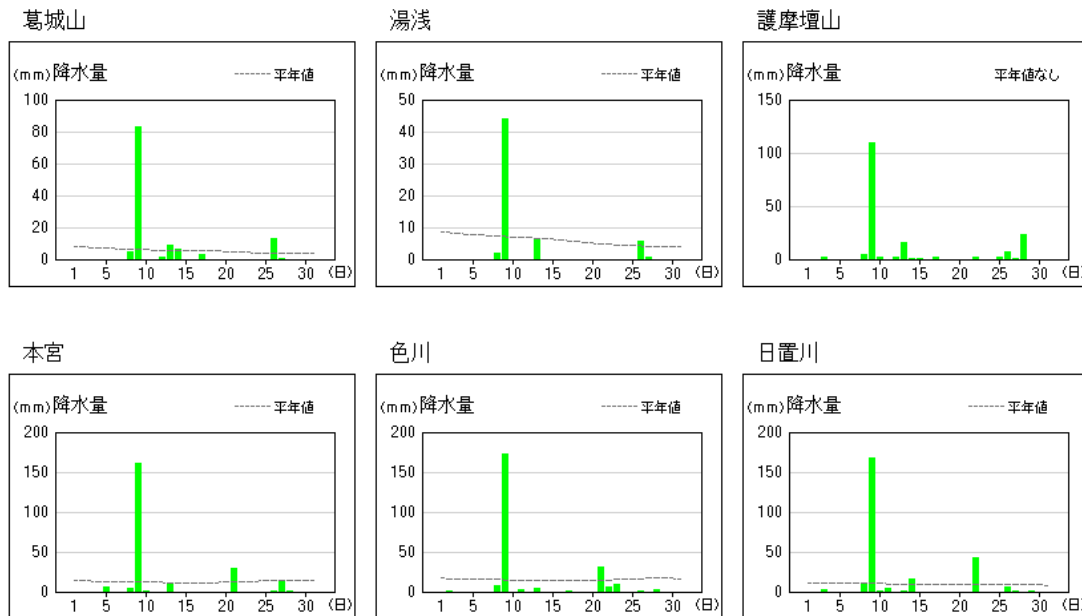 葛城山 湯浅 護摩壇山
(mm)降水量 ------平年値 (mm)降水量 ------平年値 (mm)降水量 平年値なし
100 50 150
80 40
60 30 100
40 20 50
20 10
0 0 0
1 5 10 15 20 25 30 (日) 1 5 10 15 20 25 30 (日) 1 5 10 15 20 25 30 (日)
本宮 色川 日置川
(mm)降水量 ------平年値 (mm)降水量 ------平年値 (mm)降水量 ------平年値
200 200 200
150 150 150
100 100 100
50 50 50
0 0 0
1 5 10 15 20 25 30 (日) 1 5 10 15 20 25 30 (日) 1 5 10 15 20 25 30 (日)